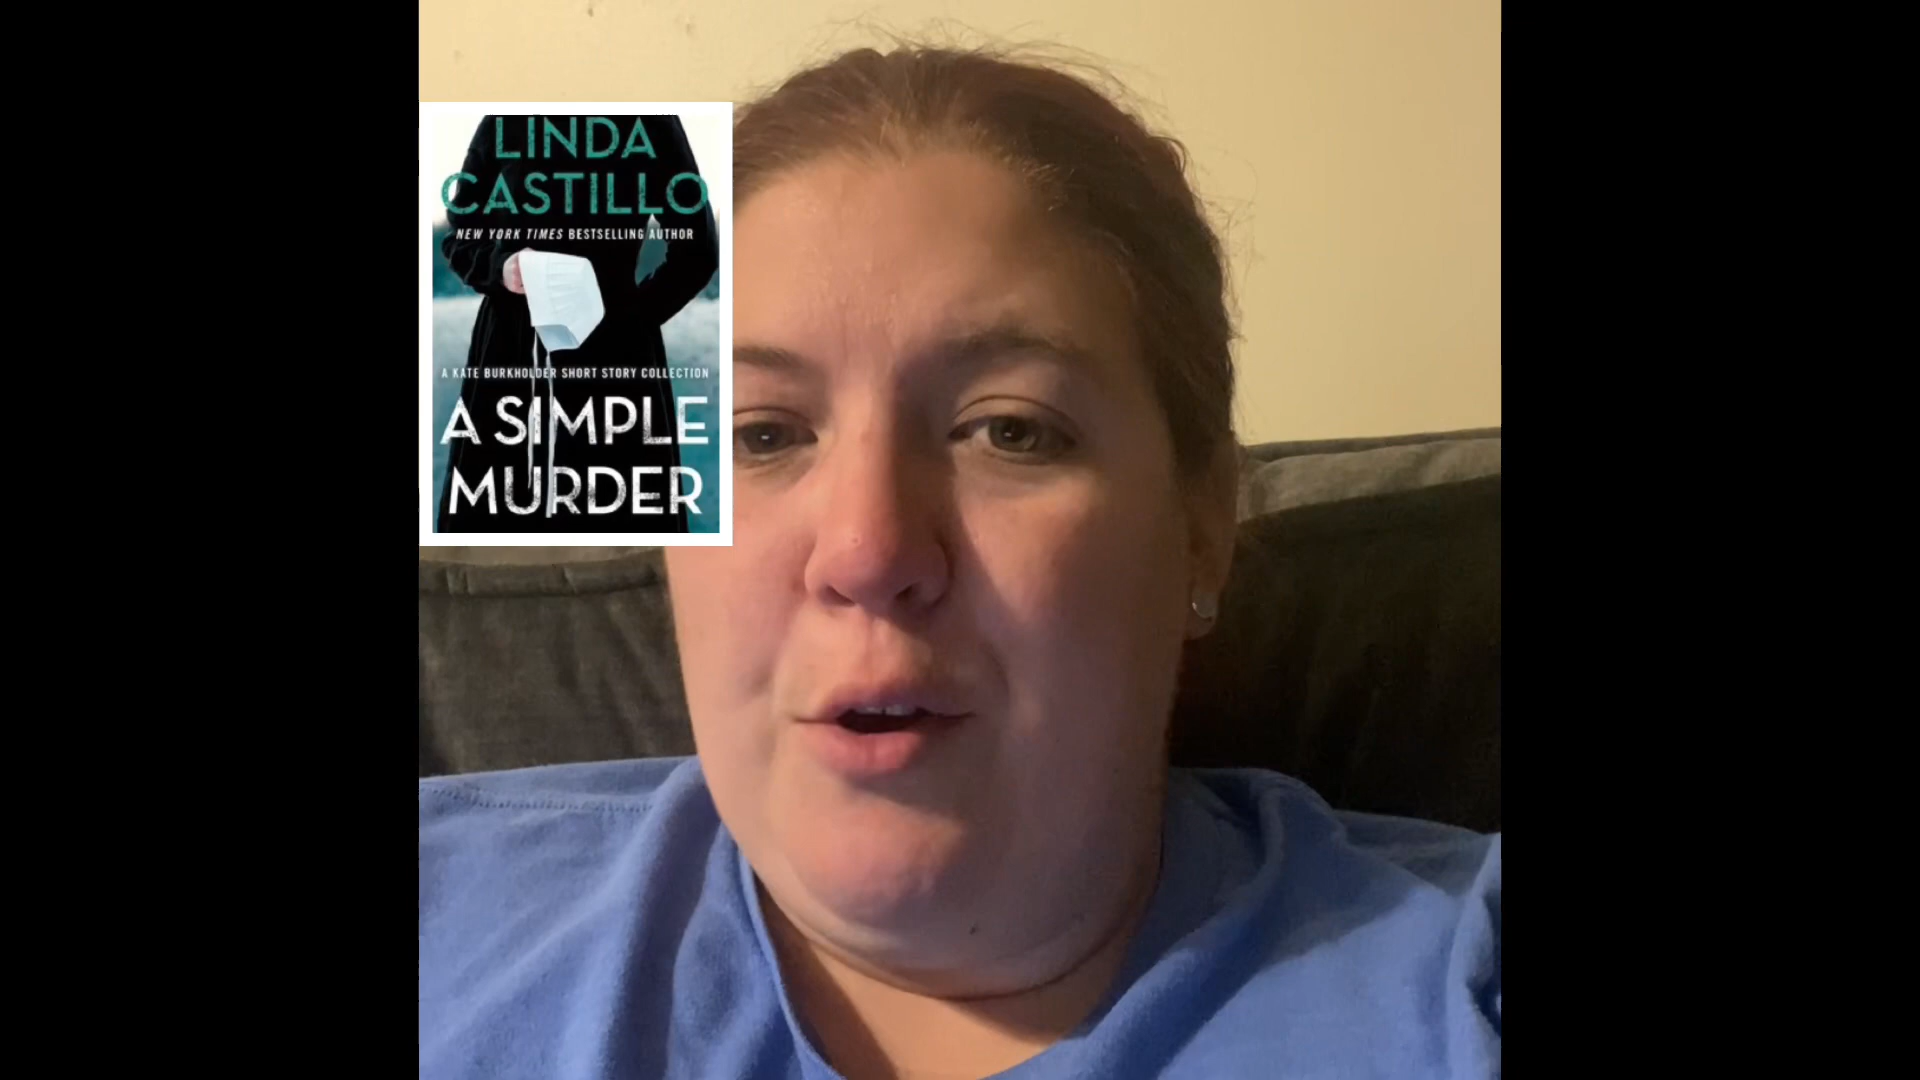 LINDA
CASTILLO
NEW YORK TIMES BESTSELLING AUTHOR
A KATE BURKHOLDER SHORT STORY COLLECTION
A SIMPLE
MURDER